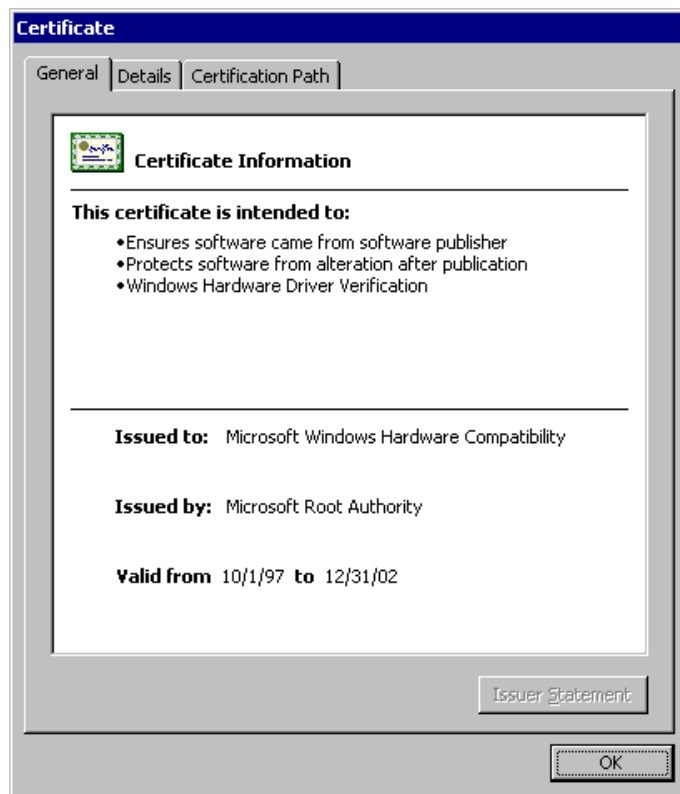 Certificate
General Details Certification Path
Certificate Information
This certificate is intended to:
•Ensures software came from software publisher
•Protects software from alteration after publication
•Windows Hardware Driver Verification
Issued to: Microsoft Windows Hardware Compatibility
Issued by: Microsoft Root Authority
Valid from 10/1/97 to 12/31/02
Issuer Statement
OK